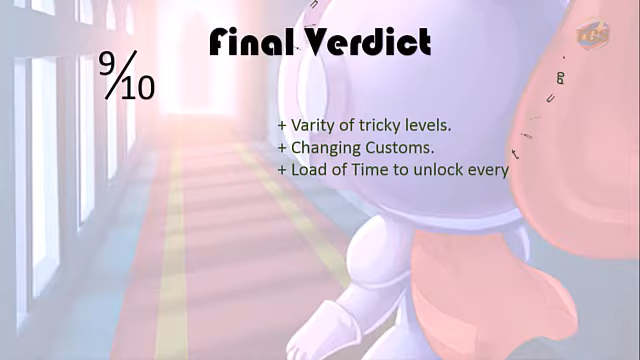 Final Verdict
9/10
+ Varity of tricky levels.
+ Changing Customs.
+ Load of Time to unlock every